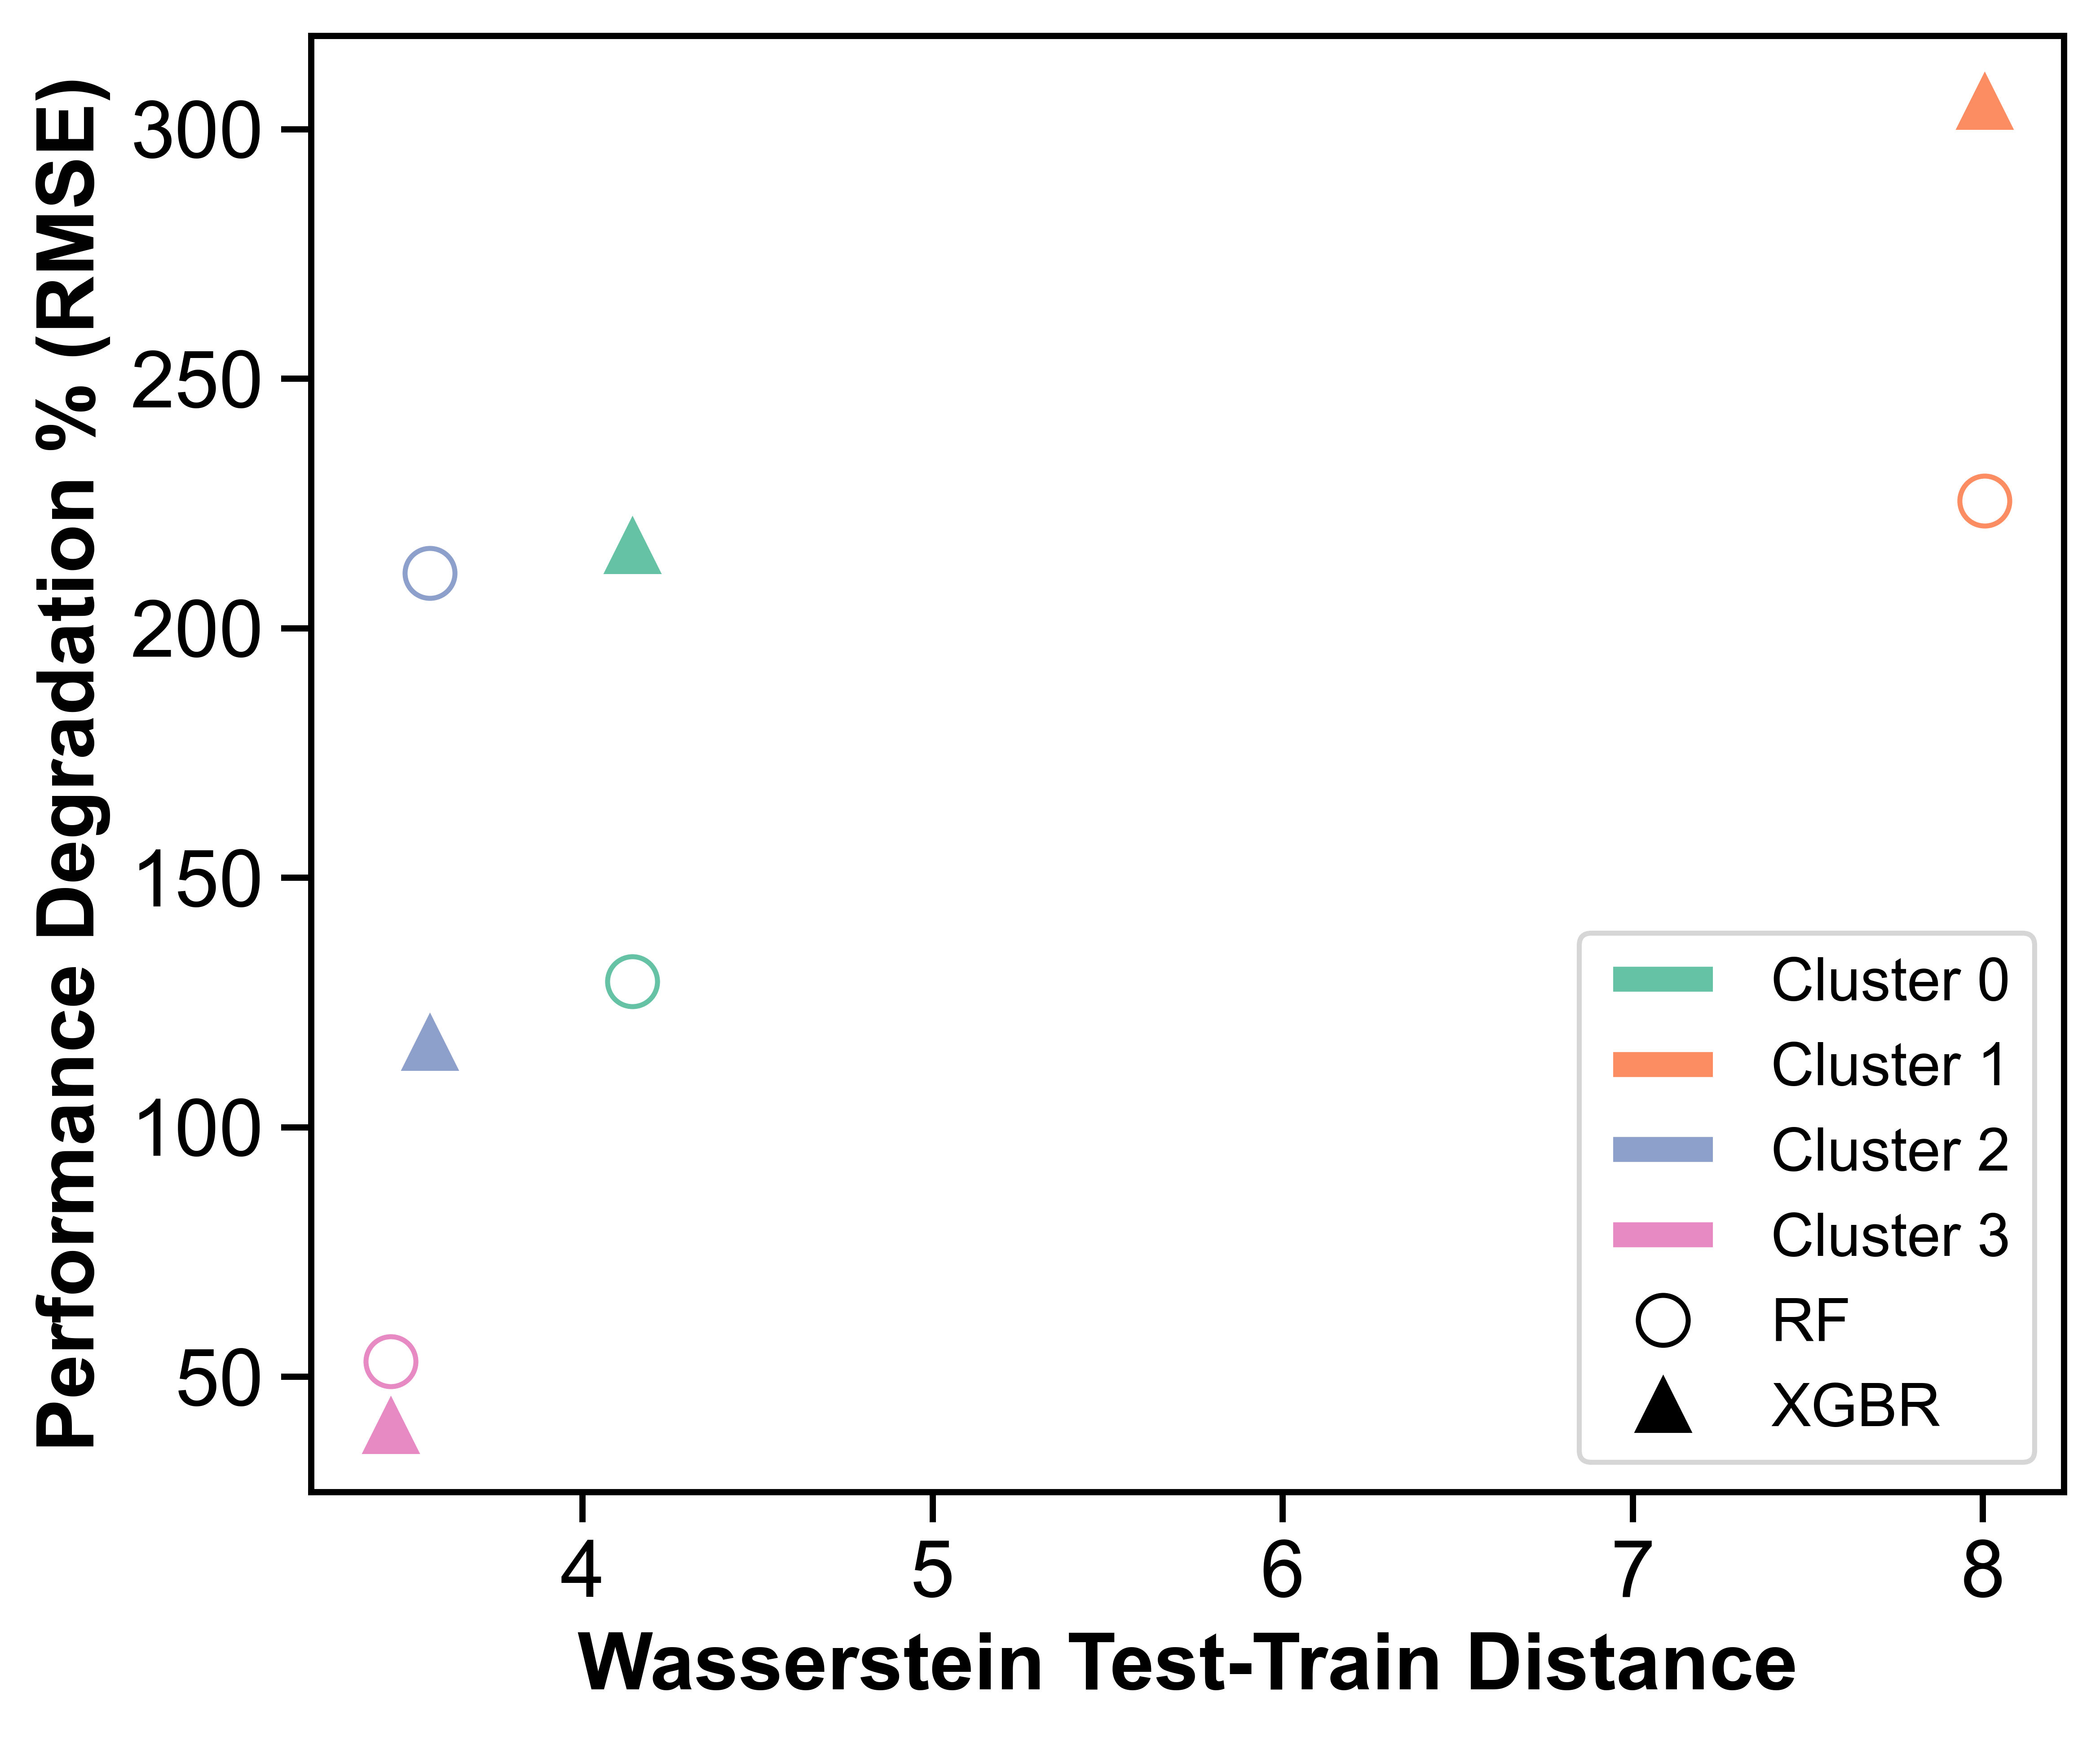 Performance Degradation % (RMSE)
300
250
200
150
100
50
Cluster 0
Cluster 1
Cluster 2
Cluster 3
RF
XGBR
4 5 6 7 8
Wasserstein Test-Train Distance